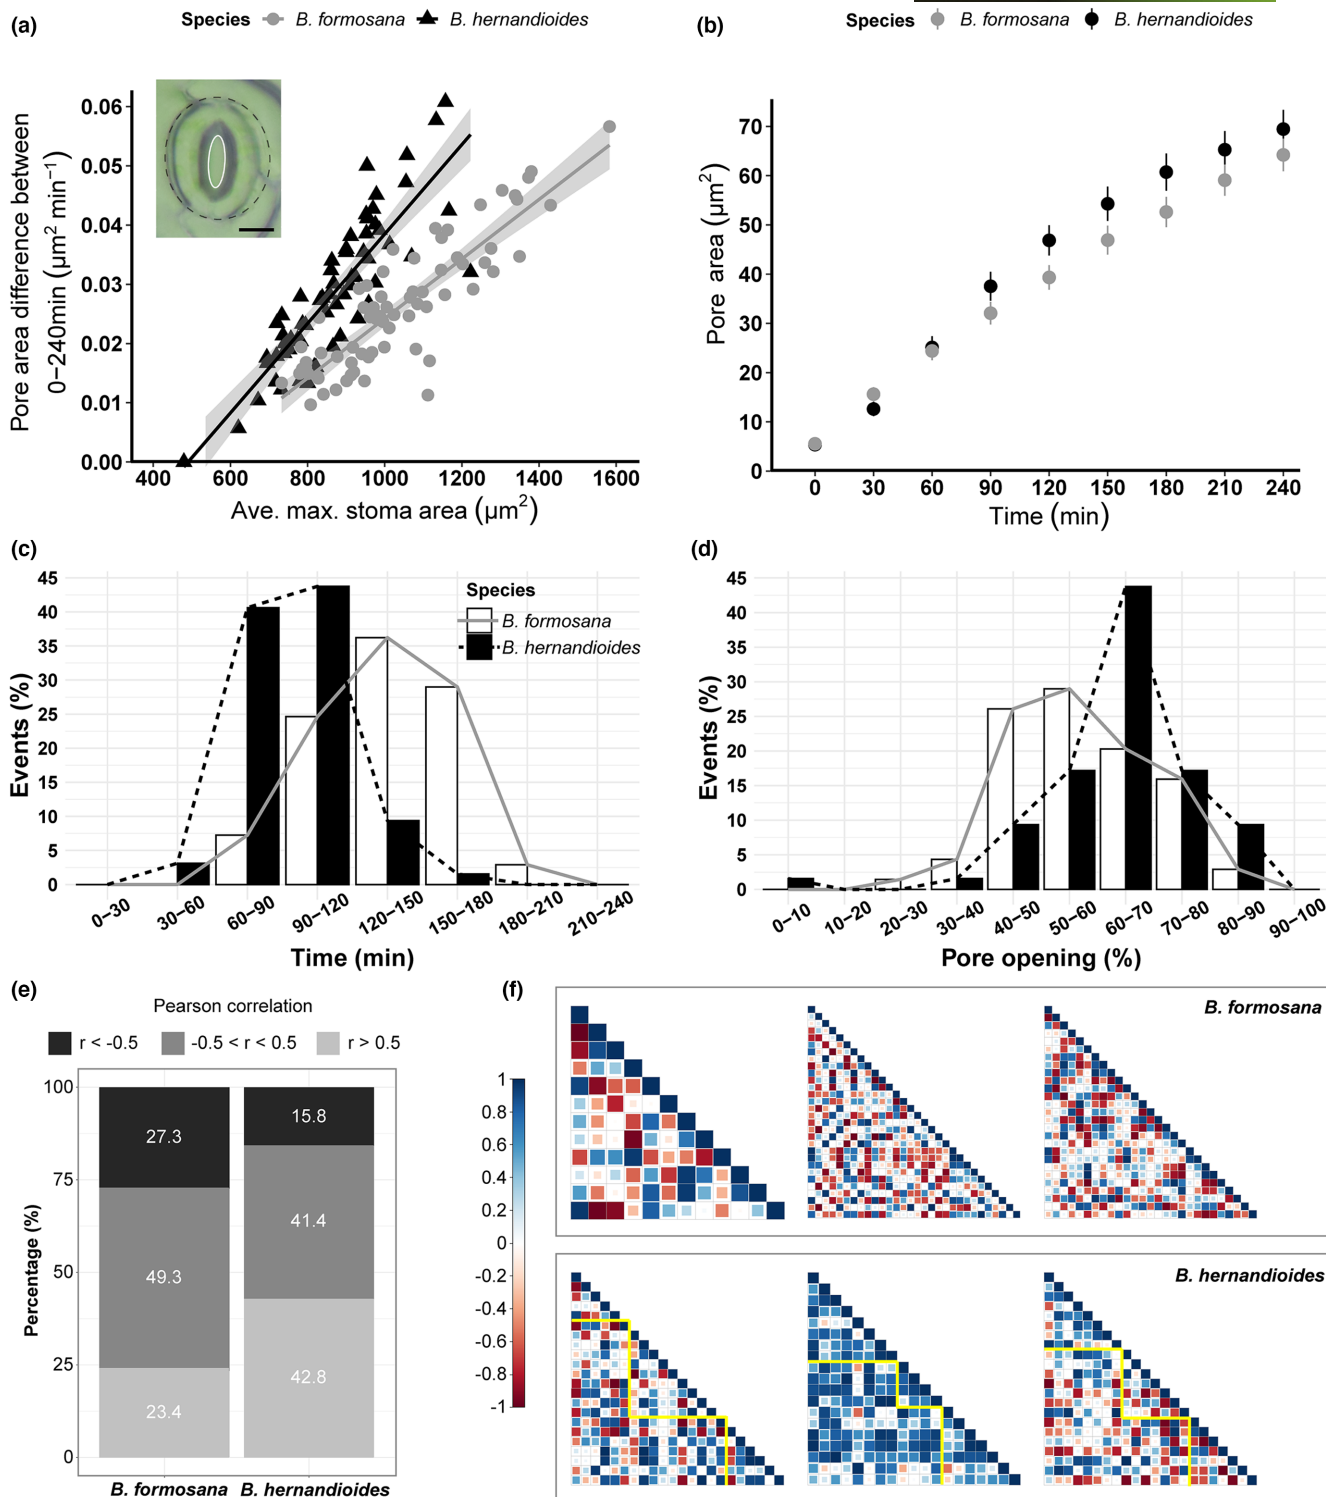 (a)
Species B. formosana B. hernandioides
Pore area difference between
0−240min (μm² min⁻¹)
0.06
0.05
0.04
0.03
0.02
0.01
0.00
400 600 800 1000 1200 1400 1600
Ave. max. stoma area (μm²)
(b)
Species B. formosana B. hernandioides
Pore area (μm²)
70
60
50
40
30
20
10
0
0 30 60 90 120 150 180 210 240
Time (min)
(c)
Events (%)
45
40
35
30
25
20
15
10
5
0
Species
B. formosana
B. hernandioides
0−30 30−60 60−90 90−120 120−150 150−180 180−210 210−240
Time (min)
(d)
Events (%)
45
40
35
30
25
20
15
10
5
0
0−10 10−20 20−30 30−40 40−50 50−60 60−70 70−80 80−90 90−100
Pore opening (%)
(e)
Pearson correlation
r < -0.5 -0.5 < r < 0.5 r > 0.5
Percentage (%)
100
75
50
25
0
27.3
49.3
23.4
15.8
41.4
42.8
B. formosana B. hernandioides
(f)
1
0.8
0.6
0.4
0.2
0
-0.2
-0.4
-0.6
-0.8
-1
B. formosana
B. hernandioides